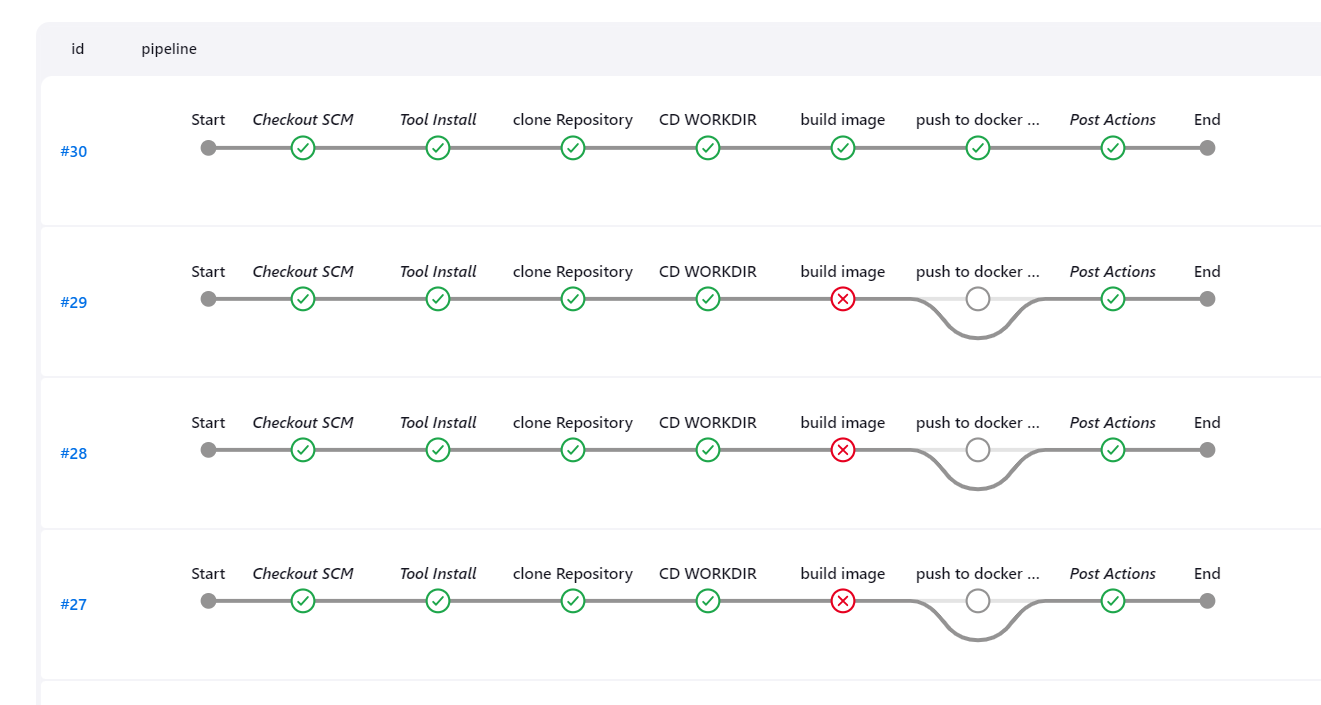 id pipeline
Start Checkout SCM Tool Install clone Repository CD WORKDIR build image push to docker ... Post Actions End
#30
Start Checkout SCM Tool Install clone Repository CD WORKDIR build image push to docker ... Post Actions End
#29
Start Checkout SCM Tool Install clone Repository CD WORKDIR build image push to docker ... Post Actions End
#28
Start Checkout SCM Tool Install clone Repository CD WORKDIR build image push to docker ... Post Actions End
#27